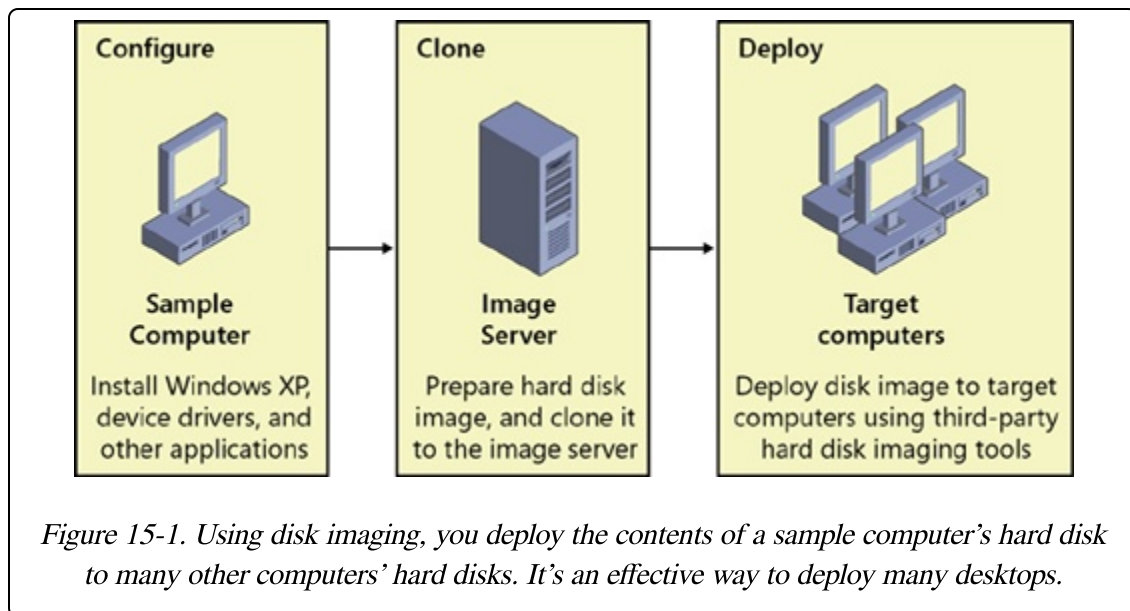 Configure
Sample
Computer
Install Windows XP,
device drivers, and
other applications
Clone
Image
Server
Prepare hard disk
image, and clone it
to the image server
Deploy
Target
computers
Deploy disk image to target
computers using third-party
hard disk imaging tools
Figure 15-1. Using disk imaging, you deploy the contents of a sample computer’s hard disk
to many other computers’ hard disks. It’s an effective way to deploy many desktops.